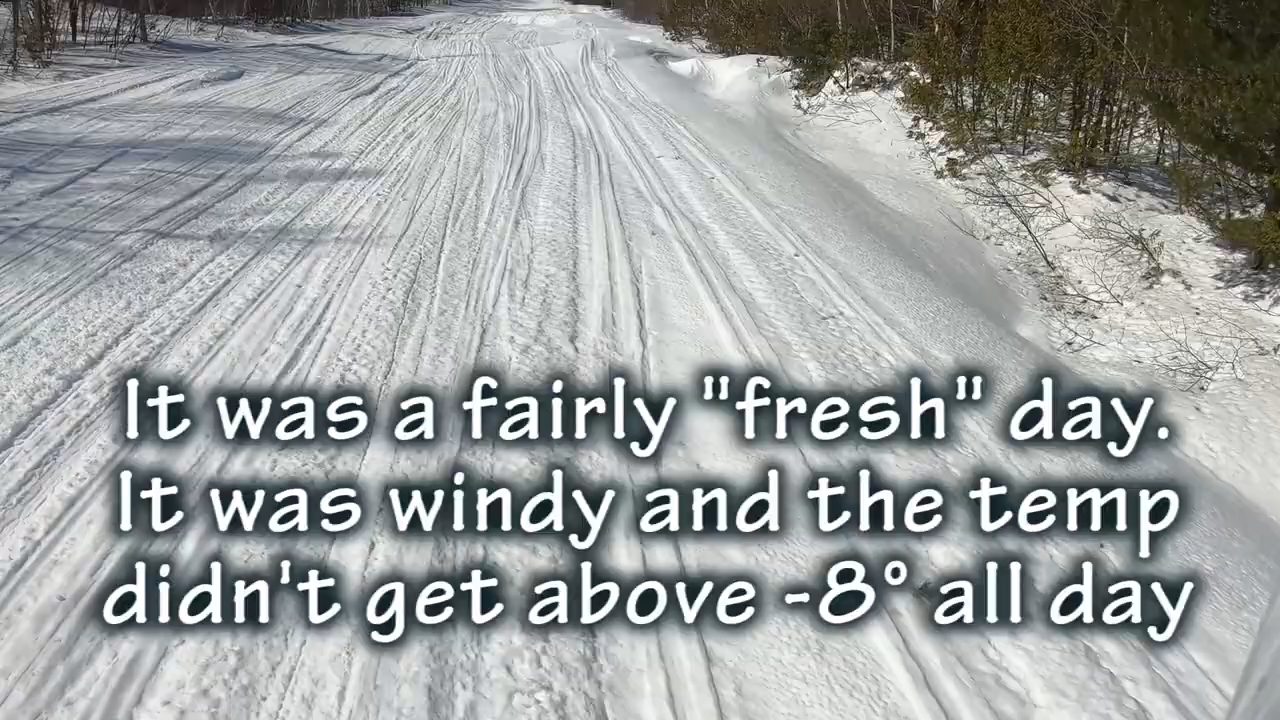 It was a fairly "fresh" day.
It was windy and the temp
didn't get above -8° all day